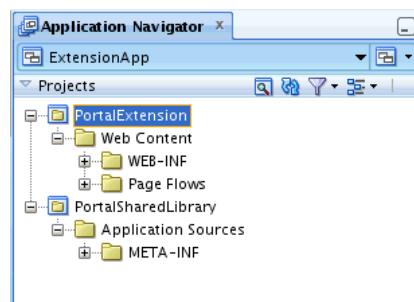 Application Navigator
ExtensionApp
Projects
PortalExtension
Web Content
WEB-INF
Page Flows
PortalSharedLibrary
Application Sources
META-INF